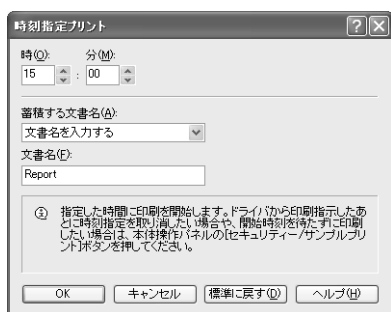 時刻指定プリント
時(O): 分(M):
15 : 00
蓄積する文書名(A):
文書名を入力する
文書名(F):
Report
指定した時間に印刷を開始します。ドライバから印刷指示したあ
とに時刻指定を取り消したい場合や、開始時刻を待たずに印刷
したい場合は、本体操作パネルの[セキュリティー/サンプルプリ
ント]ボタンを押してください。
OK キャンセル 標準に戻す(D) ヘルプ(H)